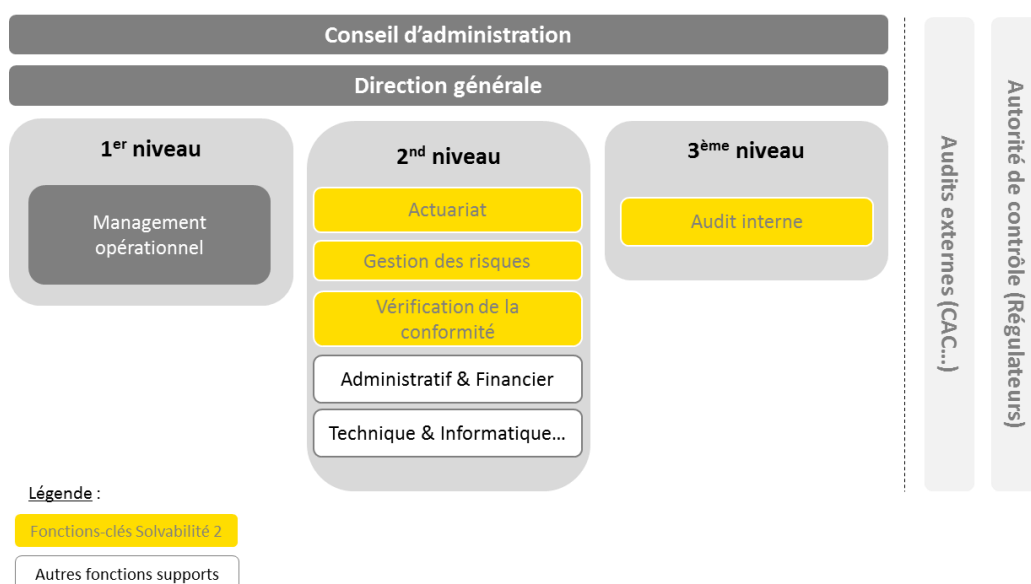 Conseil d’administration
Direction générale
1er niveau
Management
opérationnel
2nd niveau
Actuariat
Gestion des risques
Vérification de la
conformité
Administratif & Financier
Technique & Informatique…
3ème niveau
Audit interne
Audits externes (CAC…)
Autorité de contrôle (Régulateurs)
Légende :
Fonctions-clés Solvabilité 2
Autres fonctions supports